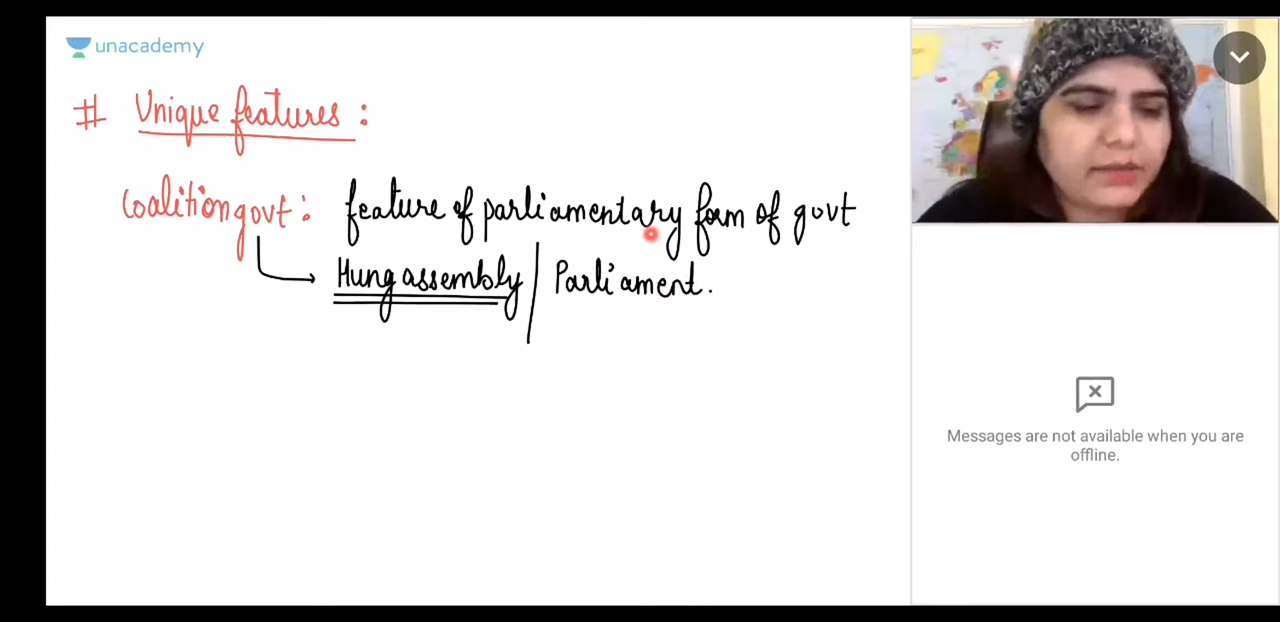 unacademy
# Unique features :
Coalition govt : feature of parliamentary form of govt
Hung assembly / Parliament.
Messages are not available when you are
offline.